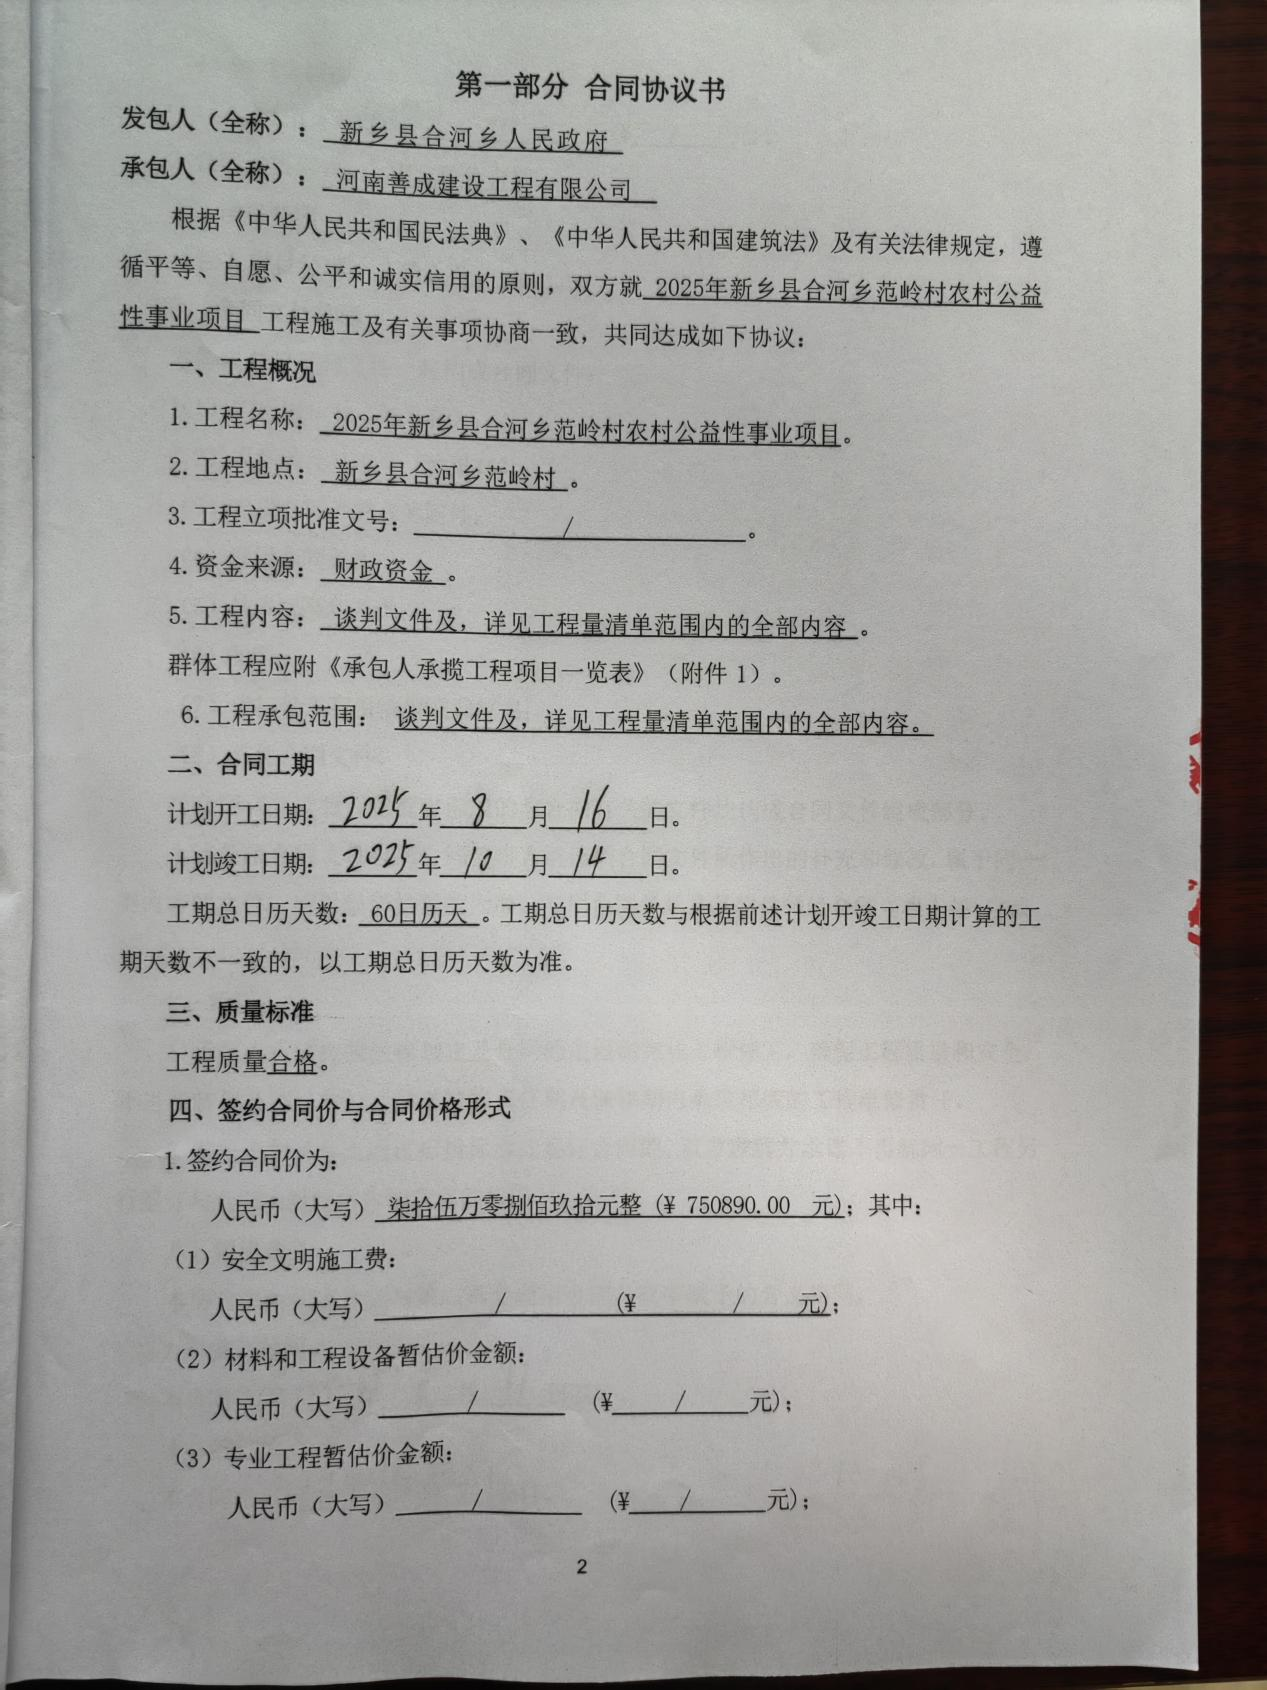 第一部分 合同协议书
发包人（全称）：新乡县合河乡人民政府
承包人（全称）：河南善成建设工程有限公司
根据《中华人民共和国民法典》、《中华人民共和国建筑法》及有关法律规定，遵
循平等、自愿、公平和诚实信用的原则，双方就 2025年新乡县合河乡范岭村农村公益
性事业项目 工程施工及有关事项协商一致，共同达成如下协议：
一、工程概况
1.工程名称：2025年新乡县合河乡范岭村农村公益性事业项目。
2.工程地点：新乡县合河乡范岭村 。
3.工程立项批准文号： / 。
4.资金来源：财政资金 。
5.工程内容：谈判文件及，详见工程量清单范围内的全部内容 。
群体工程应附《承包人承揽工程项目一览表》（附件 1）。
6.工程承包范围： 谈判文件及，详见工程量清单范围内的全部内容。
二、合同工期
计划开工日期：2025年 8 月 16 日。
计划竣工日期：2025年 10 月 14 日。
工期总日历天数：60日历天 。工期总日历天数与根据前述计划开竣工日期计算的工
期天数不一致的，以工期总日历天数为准。
三、质量标准
工程质量合格。
四、签约合同价与合同价格形式
1.签约合同价为：
人民币（大写） 柒拾伍万零捌佰玖拾元整 (¥ 750890.00 元)；其中：
（1）安全文明施工费：
人民币（大写） / (¥ / 元)；
（2）材料和工程设备暂估价金额：
人民币（大写） / (¥ / 元)；
（3）专业工程暂估价金额：
人民币（大写） / (¥ / 元)；
2